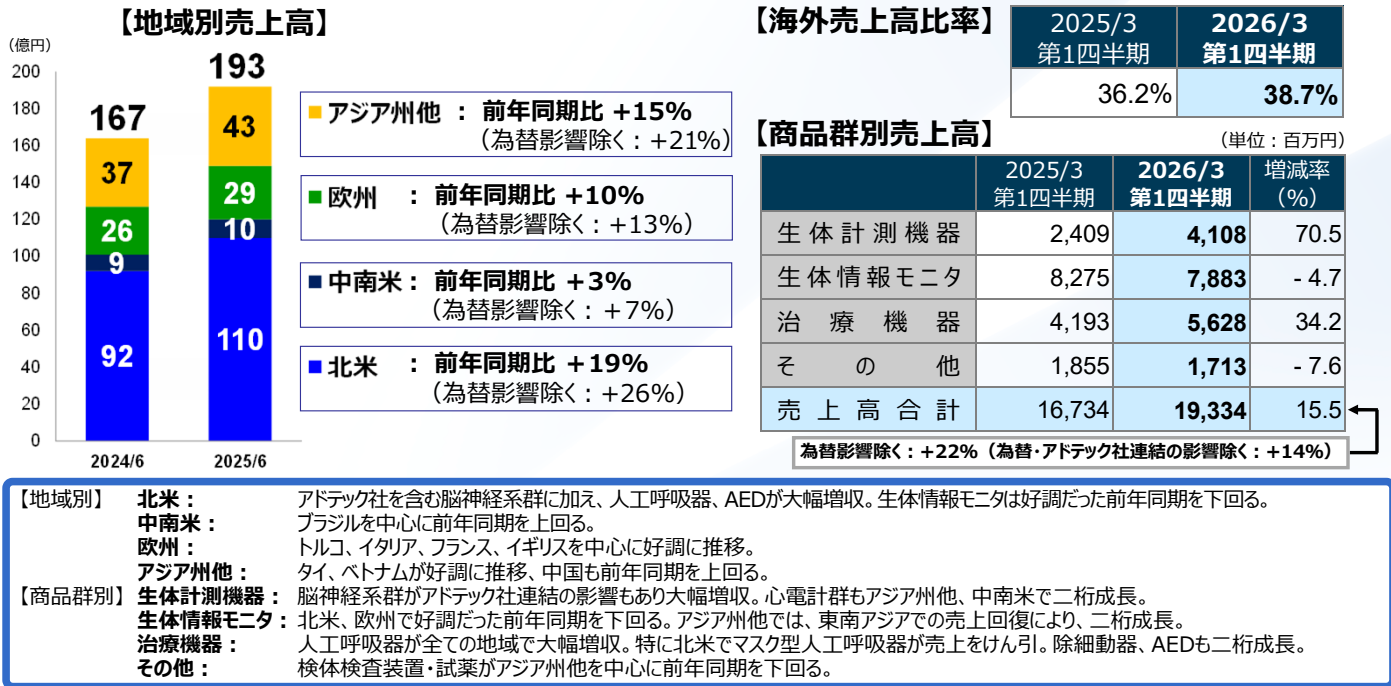 【地域別売上高】
（億円）
200
180
160
140
120
100
80
60
40
20
0
167
37
26
9
92
2024/6
193
43
29
10
110
2025/6
アジア州他 ： 前年同期比 +15%
（為替影響除く：+21%）
欧州 ： 前年同期比 +10%
（為替影響除く：+13%）
中南米： 前年同期比 +3%
（為替影響除く：+7%）
北米 ： 前年同期比 +19%
（為替影響除く：+26%）
【海外売上高比率】
2025/3 2026/3
第1四半期 第1四半期
36.2% 38.7%
【商品群別売上高】 （単位：百万円）
2025/3 2026/3 増減率
第1四半期 第1四半期 （%）
生体計測機器 2,409 4,108 70.5
生体情報モニタ 8,275 7,883 - 4.7
治療機器 4,193 5,628 34.2
その他 1,855 1,713 - 7.6
売上高合計 16,734 19,334 15.5
為替影響除く：+22%（為替・アドテック社連結の影響除く：+14%）
【地域別】 北米： アドテック社を含む脳神経系群に加え、人工呼吸器、AEDが大幅増収。生体情報モニタは好調だった前年同期を下回る。
中南米： ブラジルを中心に前年同期を上回る。
欧州： トルコ、イタリア、フランス、イギリスを中心に好調に推移。
アジア州他： タイ、ベトナムが好調に推移、中国も前年同期を上回る。
【商品群別】 生体計測機器： 脳神経系群がアドテック社連結の影響もあり大幅増収。心電計群もアジア州他、中南米で二桁成長。
生体情報モニタ： 北米、欧州で好調だった前年同期を下回る。アジア州他では、東南アジアでの売上回復により、二桁成長。
治療機器： 人工呼吸器が全ての地域で大幅増収。特に北米でマスク型人工呼吸器が売上をけん引。除細動器、AEDも二桁成長。
その他： 検体検査装置・試薬がアジア州他を中心に前年同期を下回る。